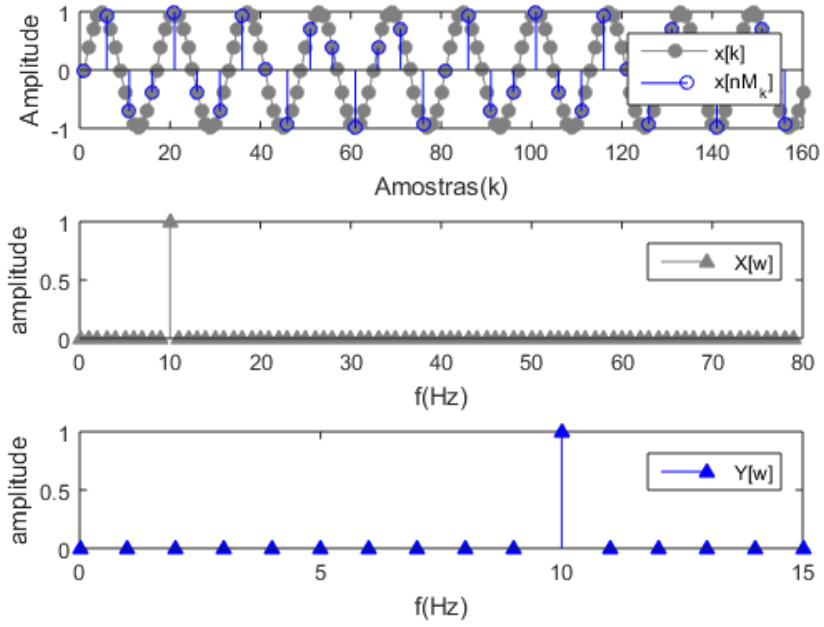 Amplitude
1
0
-1
x[k]
x[nM_k]
0 20 40 60 80 100 120 140 160
Amostras(k)
amplitude
1
0.5
0
X[w]
0 10 20 30 40 50 60 70 80
f(Hz)
amplitude
1
0.5
0
Y[w]
0 5 10 15
f(Hz)